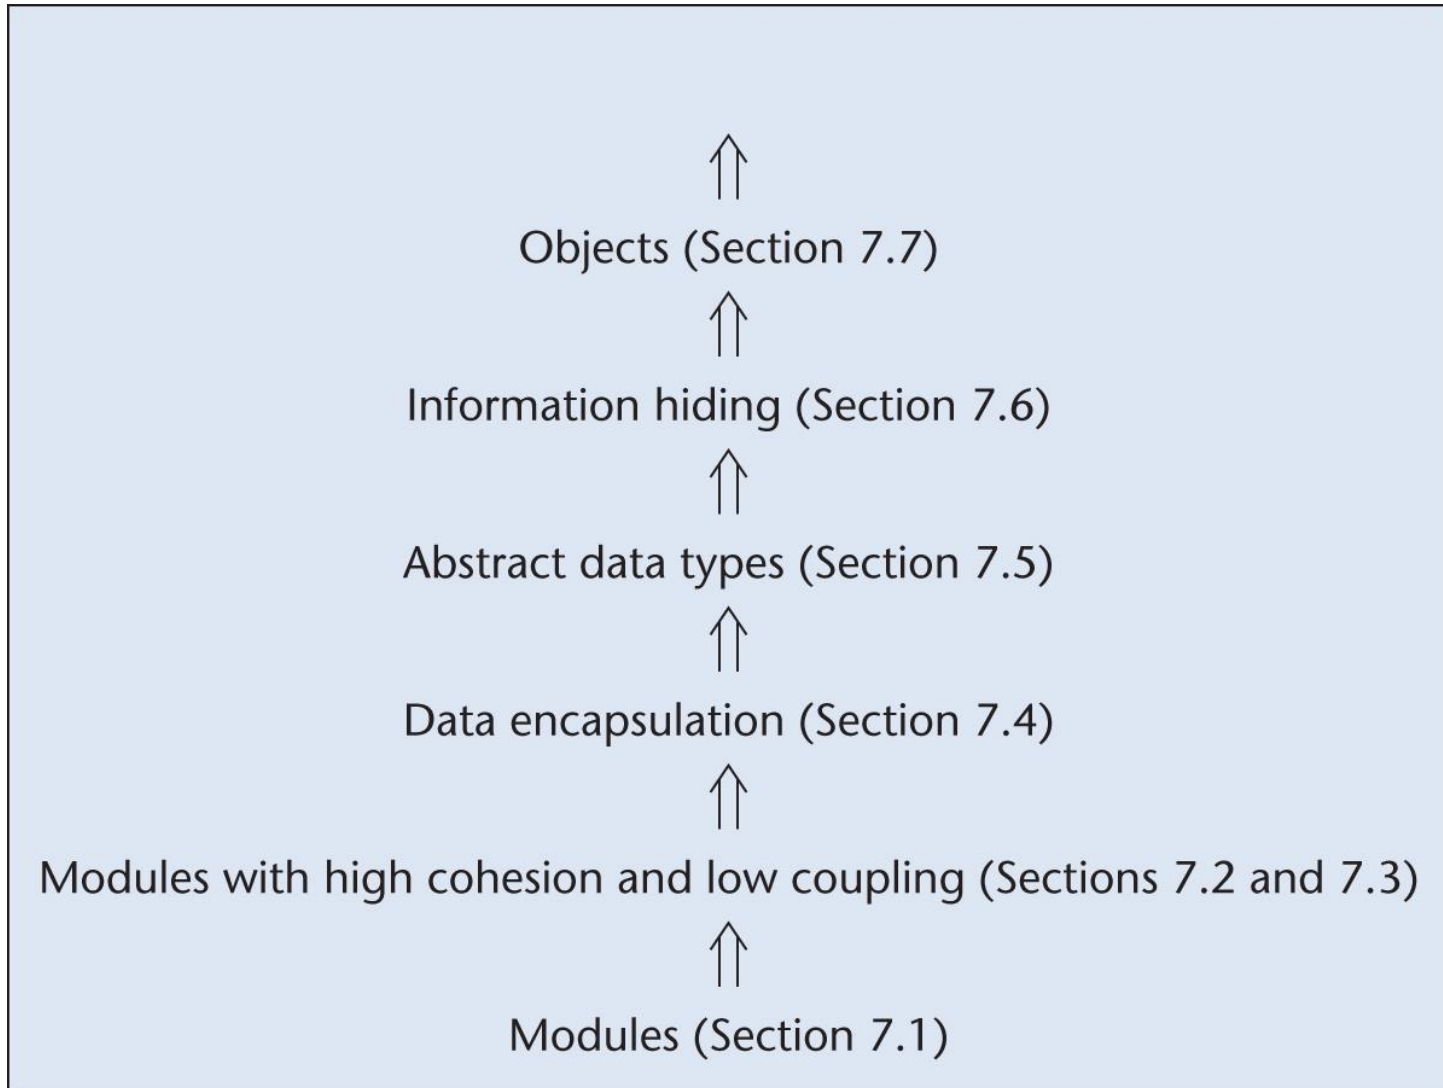 Objects (Section 7.7)
Information hiding (Section 7.6)
Abstract data types (Section 7.5)
Data encapsulation (Section 7.4)
Modules with high cohesion and low coupling (Sections 7.2 and 7.3)
Modules (Section 7.1)